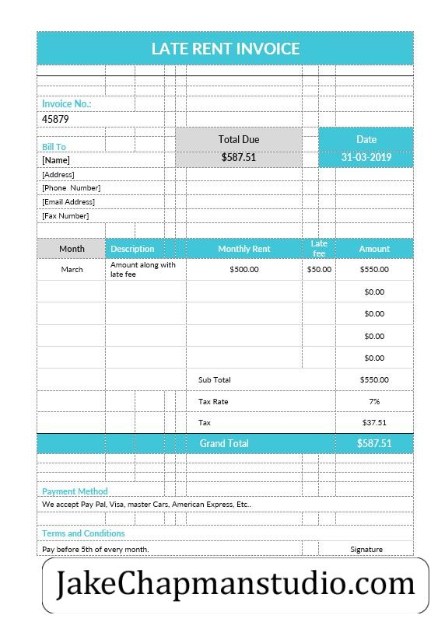 LATE RENT INVOICE
Invoice No.:
45879
Bill To
Total Due
Date
[Name]
$587.51
31-03-2019
[Address]
[Phone Number]
[Email Address]
[Fax Number]
Month Description Monthly Rent Late fee Amount
March Amount along with late fee $500.00 $50.00 $550.00
$0.00
$0.00
$0.00
$0.00
Sub Total $550.00
Tax Rate 7%
Tax $37.51
Grand Total $587.51
Payment Method
We accept Pay Pal, Visa, master Cars, American Express, Etc..
Terms and Conditions
Pay before 5th of every month. Signature
JakeChapmanstudio.com